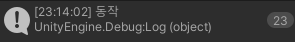 [23:14:02] 동작
UnityEngine.Debug:Log (object)
23